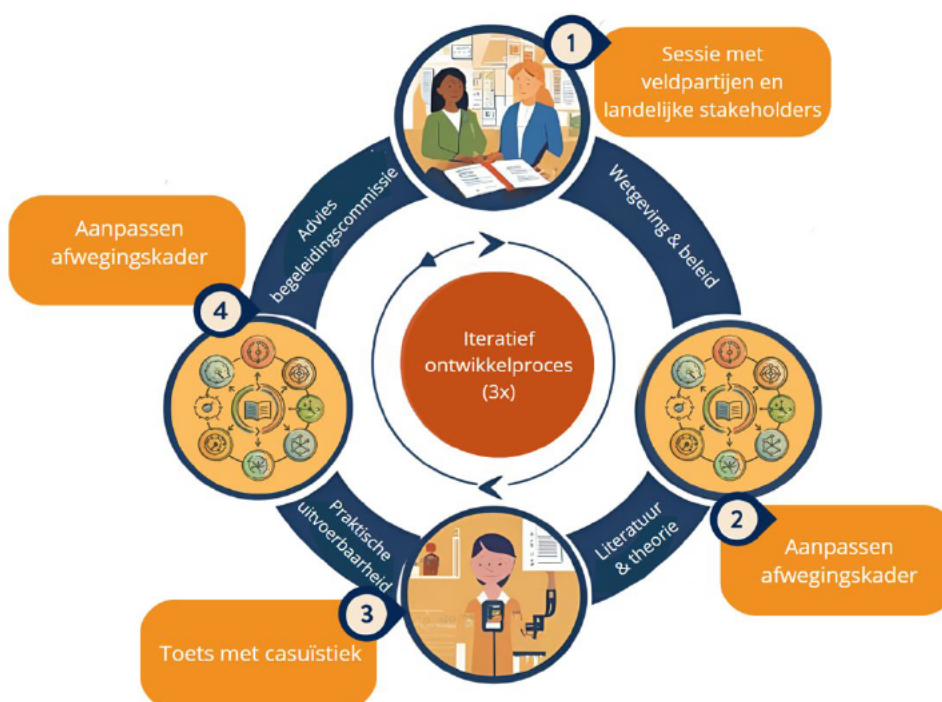 1
Sessie met
veldpartijen en
landelijke stakeholders
Wetgeving & beleid
2
Aanpassen
afwegingskader
Literatuur
& theorie
3
Toets met casuïstiek
Praktische
uitvoerbaarheid
4
Aanpassen
afwegingskader
Advies
begeleidingscommissie
Iteratief
ontwikkelproces
(3x)